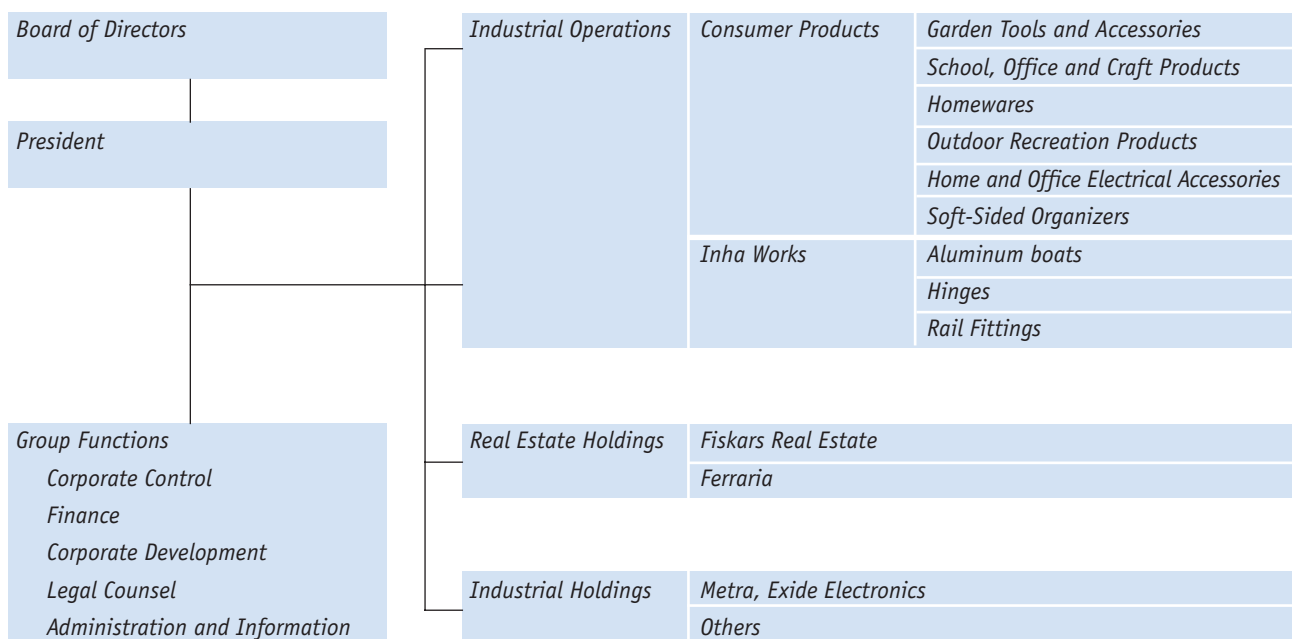 Board of Directors
President
Group Functions
Corporate Control
Finance
Corporate Development
Legal Counsel
Administration and Information
Industrial Operations
Consumer Products
Garden Tools and Accessories
School, Office and Craft Products
Homewares
Outdoor Recreation Products
Home and Office Electrical Accessories
Soft-Sided Organizers
Inha Works
Aluminum boats
Hinges
Rail Fittings
Real Estate Holdings
Fiskars Real Estate
Ferraria
Industrial Holdings
Metra, Exide Electronics
Others